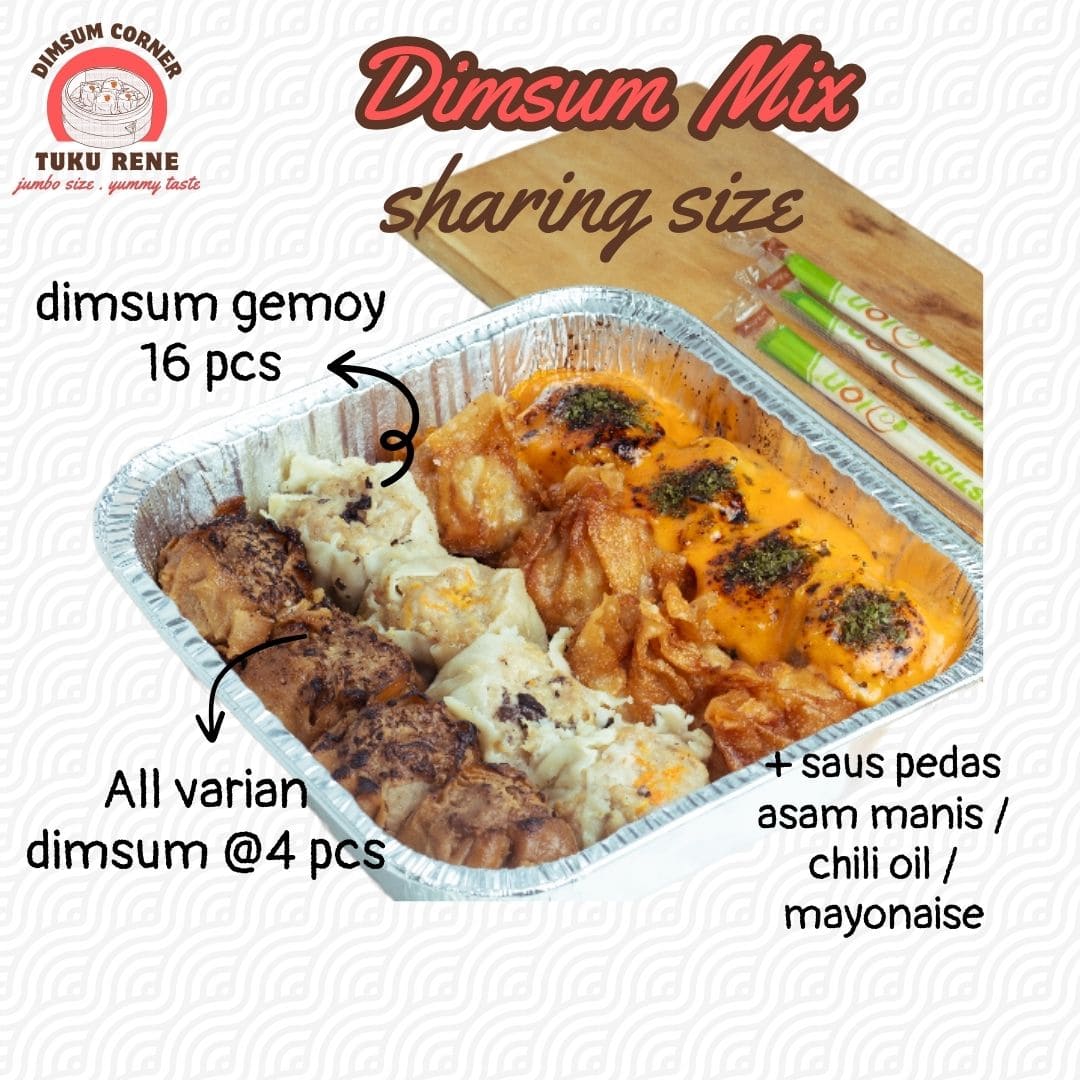 DIMSUM CORNER
TUKU RENE
jumbo size . yummy taste
Dimsum Mix
sharing size
dimsum gemoy
16 pcs
All varian
dimsum @4 pcs
+ saus pedas
asam manis /
chili oil /
mayonaise